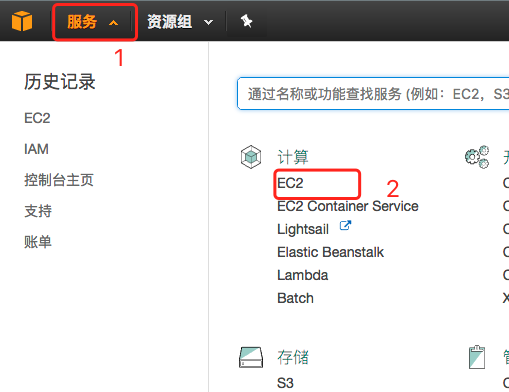 服务 资源组
1
历史记录
EC2
IAM
控制台主页
支持
账单
通过名称或功能查找服务 (例如：EC2，S3
计算
EC2
2
EC2 Container Service
Lightsail
Elastic Beanstalk
Lambda
Batch
存储
S3